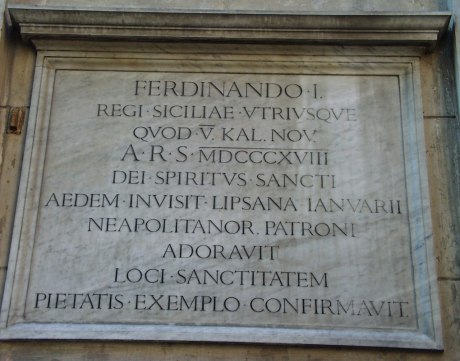 FERDINANDO · I.
REGI · SICILIAE · VTRIVSQVE
QVOD · V̅. KAL. NOV.
A · R · S · MDCCCXVIII
DEI · SPIRITVS · SANCTI
AEDEM · INVISIT · LIPSANA IANVARII
NEAPOLITANOR. PATRONI
ADORAVIT
LOCI · SANCTITATEM
PIETATIS · EXEMPLO · CONFIRMAVIT.